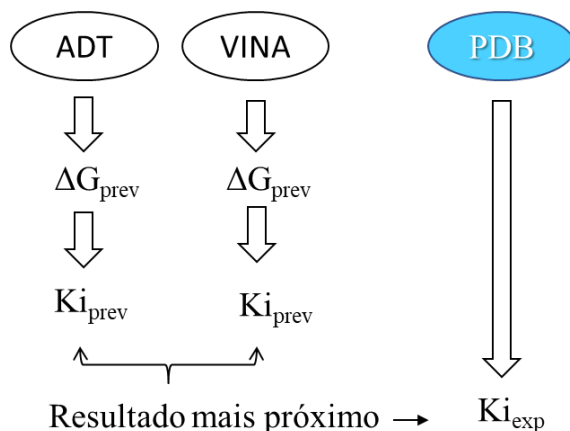 ADT VINA PDB
ΔGprev ΔGprev
Kiprev Kiprev
Resultado mais próximo → Kiexp